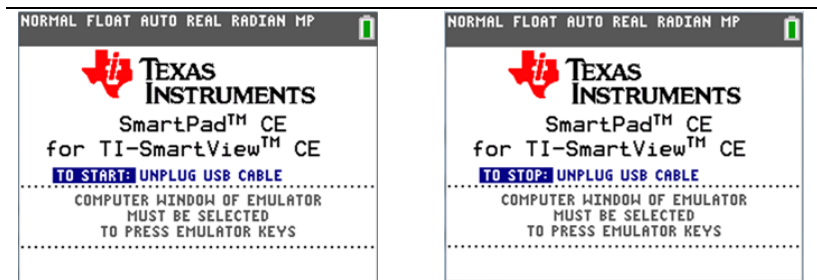 NORMAL FLOAT AUTO REAL RADIAN MP
TEXAS
INSTRUMENTS
SmartPad™ CE
for TI-SmartView™ CE
TO START: UNPLUG USB CABLE
COMPUTER WINDOW OF EMULATOR
MUST BE SELECTED
TO PRESS EMULATOR KEYS
NORMAL FLOAT AUTO REAL RADIAN MP
TEXAS
INSTRUMENTS
SmartPad™ CE
for TI-SmartView™ CE
TO STOP: UNPLUG USB CABLE
COMPUTER WINDOW OF EMULATOR
MUST BE SELECTED
TO PRESS EMULATOR KEYS